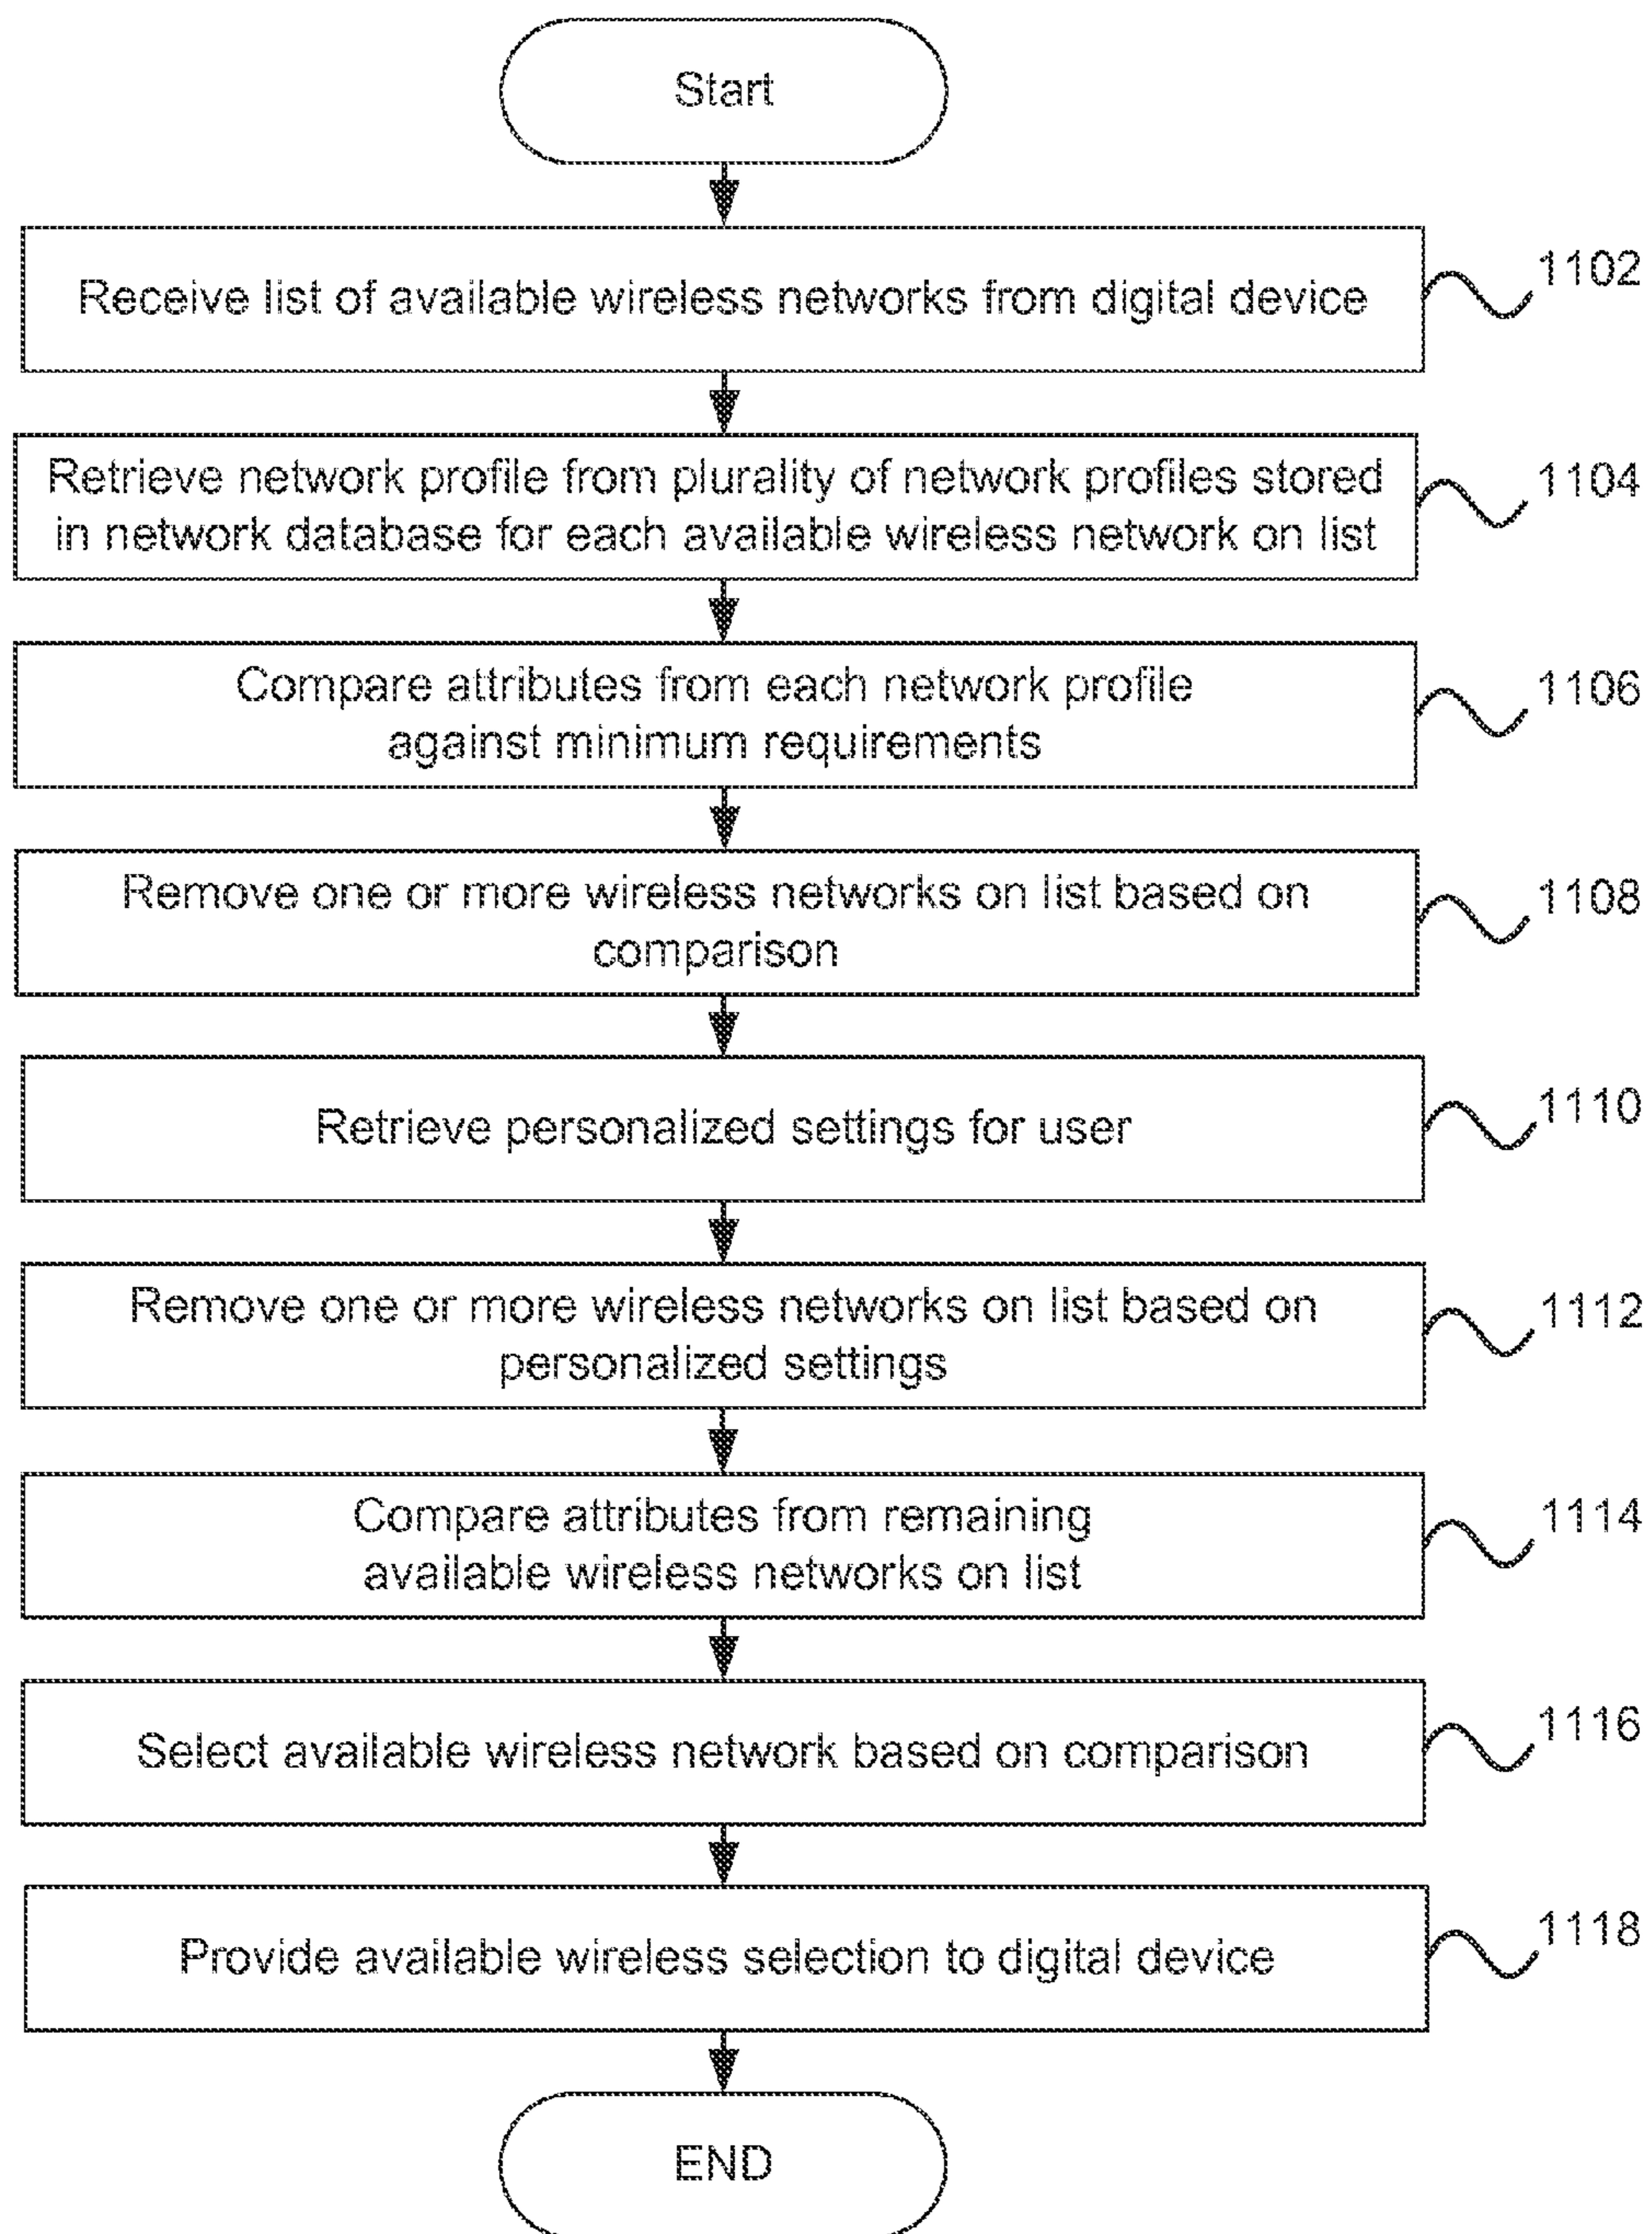 Start
Receive list of available wireless networks from digital device
1102
Retrieve network profile from plurality of network profiles stored
in network database for each available wireless network on list
1104
Compare attributes from each network profile
against minimum requirements
1106
Remove one or more wireless networks on list based on
comparison
1108
Retrieve personalized settings for user
1110
Remove one or more wireless networks on list based on
personalized settings
1112
Compare attributes from remaining
available wireless networks on list
1114
Select available wireless network based on comparison
1116
Provide available wireless selection to digital device
1118
END